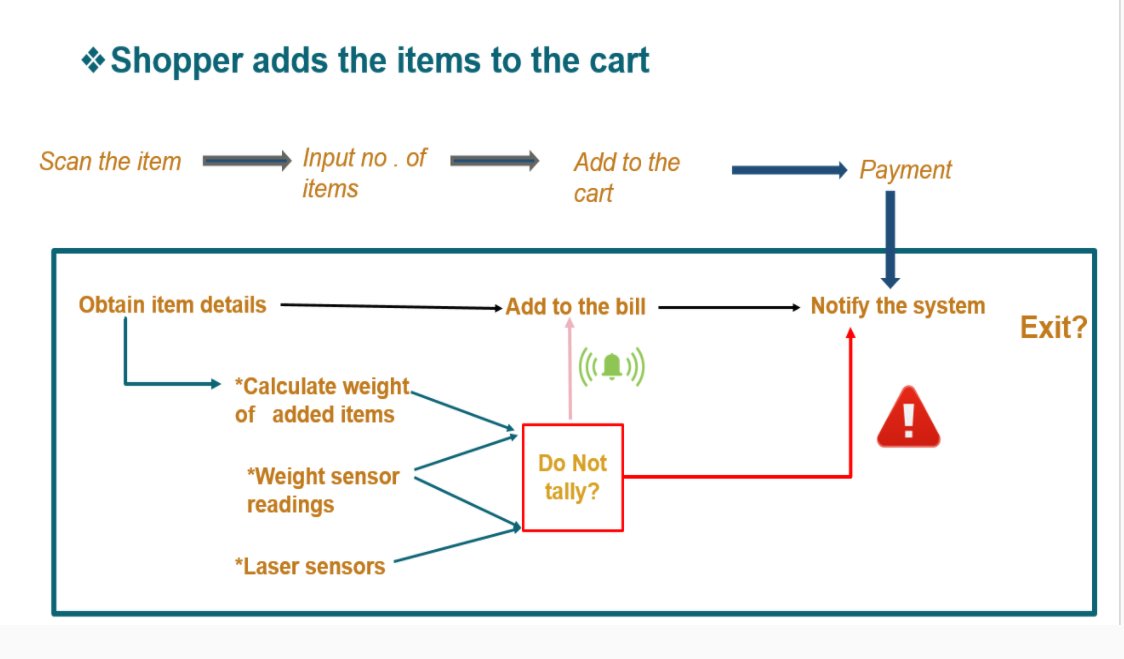 ❖Shopper adds the items to the cart
Scan the item
Input no . of
items
Add to the
cart
Payment
Obtain item details
Add to the bill
Notify the system
Exit?
*Calculate weight
of added items
*Weight sensor
readings
*Laser sensors
Do Not
tally?